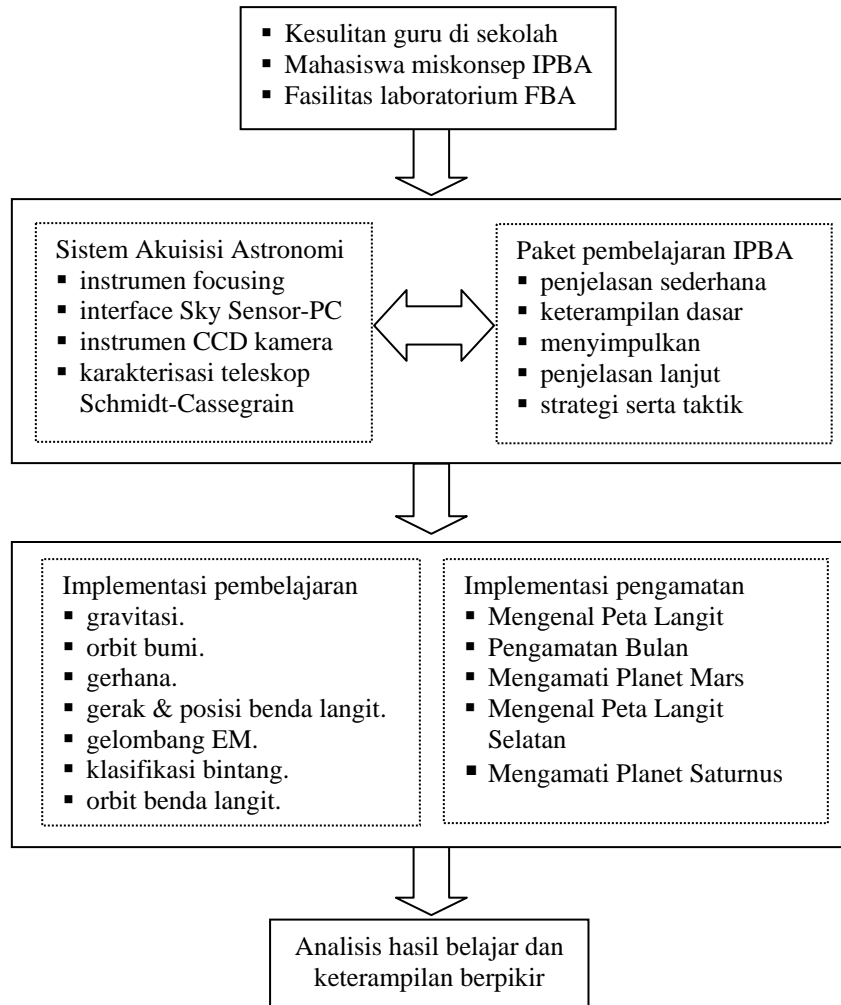 ▪ Kesulitan guru di sekolah
▪ Mahasiswa miskonsep IPBA
▪ Fasilitas laboratorium FBA
Sistem Akuisisi Astronomi
▪ instrumen focusing
▪ interface Sky Sensor-PC
▪ instrumen CCD kamera
▪ karakterisasi teleskop
Schmidt-Cassegrain
Paket pembelajaran IPBA
▪ penjelasan sederhana
▪ keterampilan dasar
▪ menyimpulkan
▪ penjelasan lanjut
▪ strategi serta taktik
Implementasi pembelajaran
▪ gravitasi.
▪ orbit bumi.
▪ gerhana.
▪ gerak & posisi benda langit.
▪ gelombang EM.
▪ klasifikasi bintang.
▪ orbit benda langit.
Implementasi pengamatan
▪ Mengenal Peta Langit
▪ Pengamatan Bulan
▪ Mengamati Planet Mars
▪ Mengenal Peta Langit
Selatan
▪ Mengamati Planet Saturnus
Analisis hasil belajar dan
keterampilan berpikir